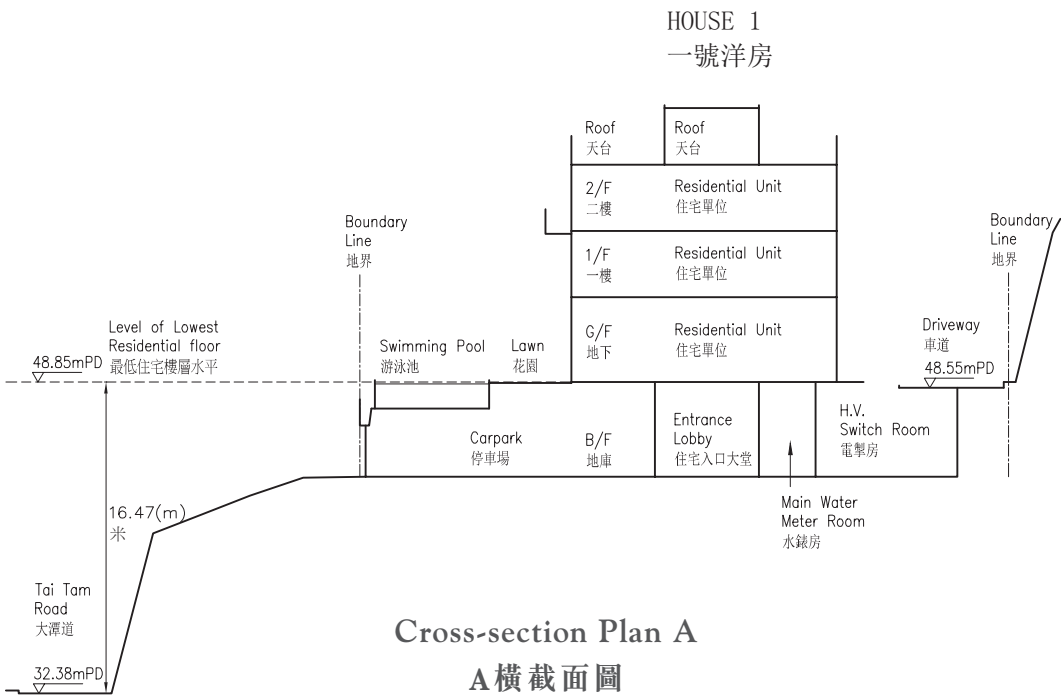 HOUSE 1
一號洋房
Roof
天台
Roof
天台
2/F
二樓
Residential Unit
住宅單位
Boundary
Line
地界
Boundary
Line
地界
1/F
一樓
Residential Unit
住宅單位
Level of Lowest
Residential floor
最低住宅樓層水平
48.85mPD
Swimming Pool
游泳池
Lawn
花園
G/F
地下
Residential Unit
住宅單位
Driveway
車道
48.55mPD
Carpark
停車場
B/F
地庫
Entrance
Lobby
住宅入口大堂
H.V.
Switch Room
電掣房
Main Water
Meter Room
水錶房
16.47(m)
米
Tai Tam
Road
大潭道
32.38mPD
Cross-section Plan A
A橫截面圖